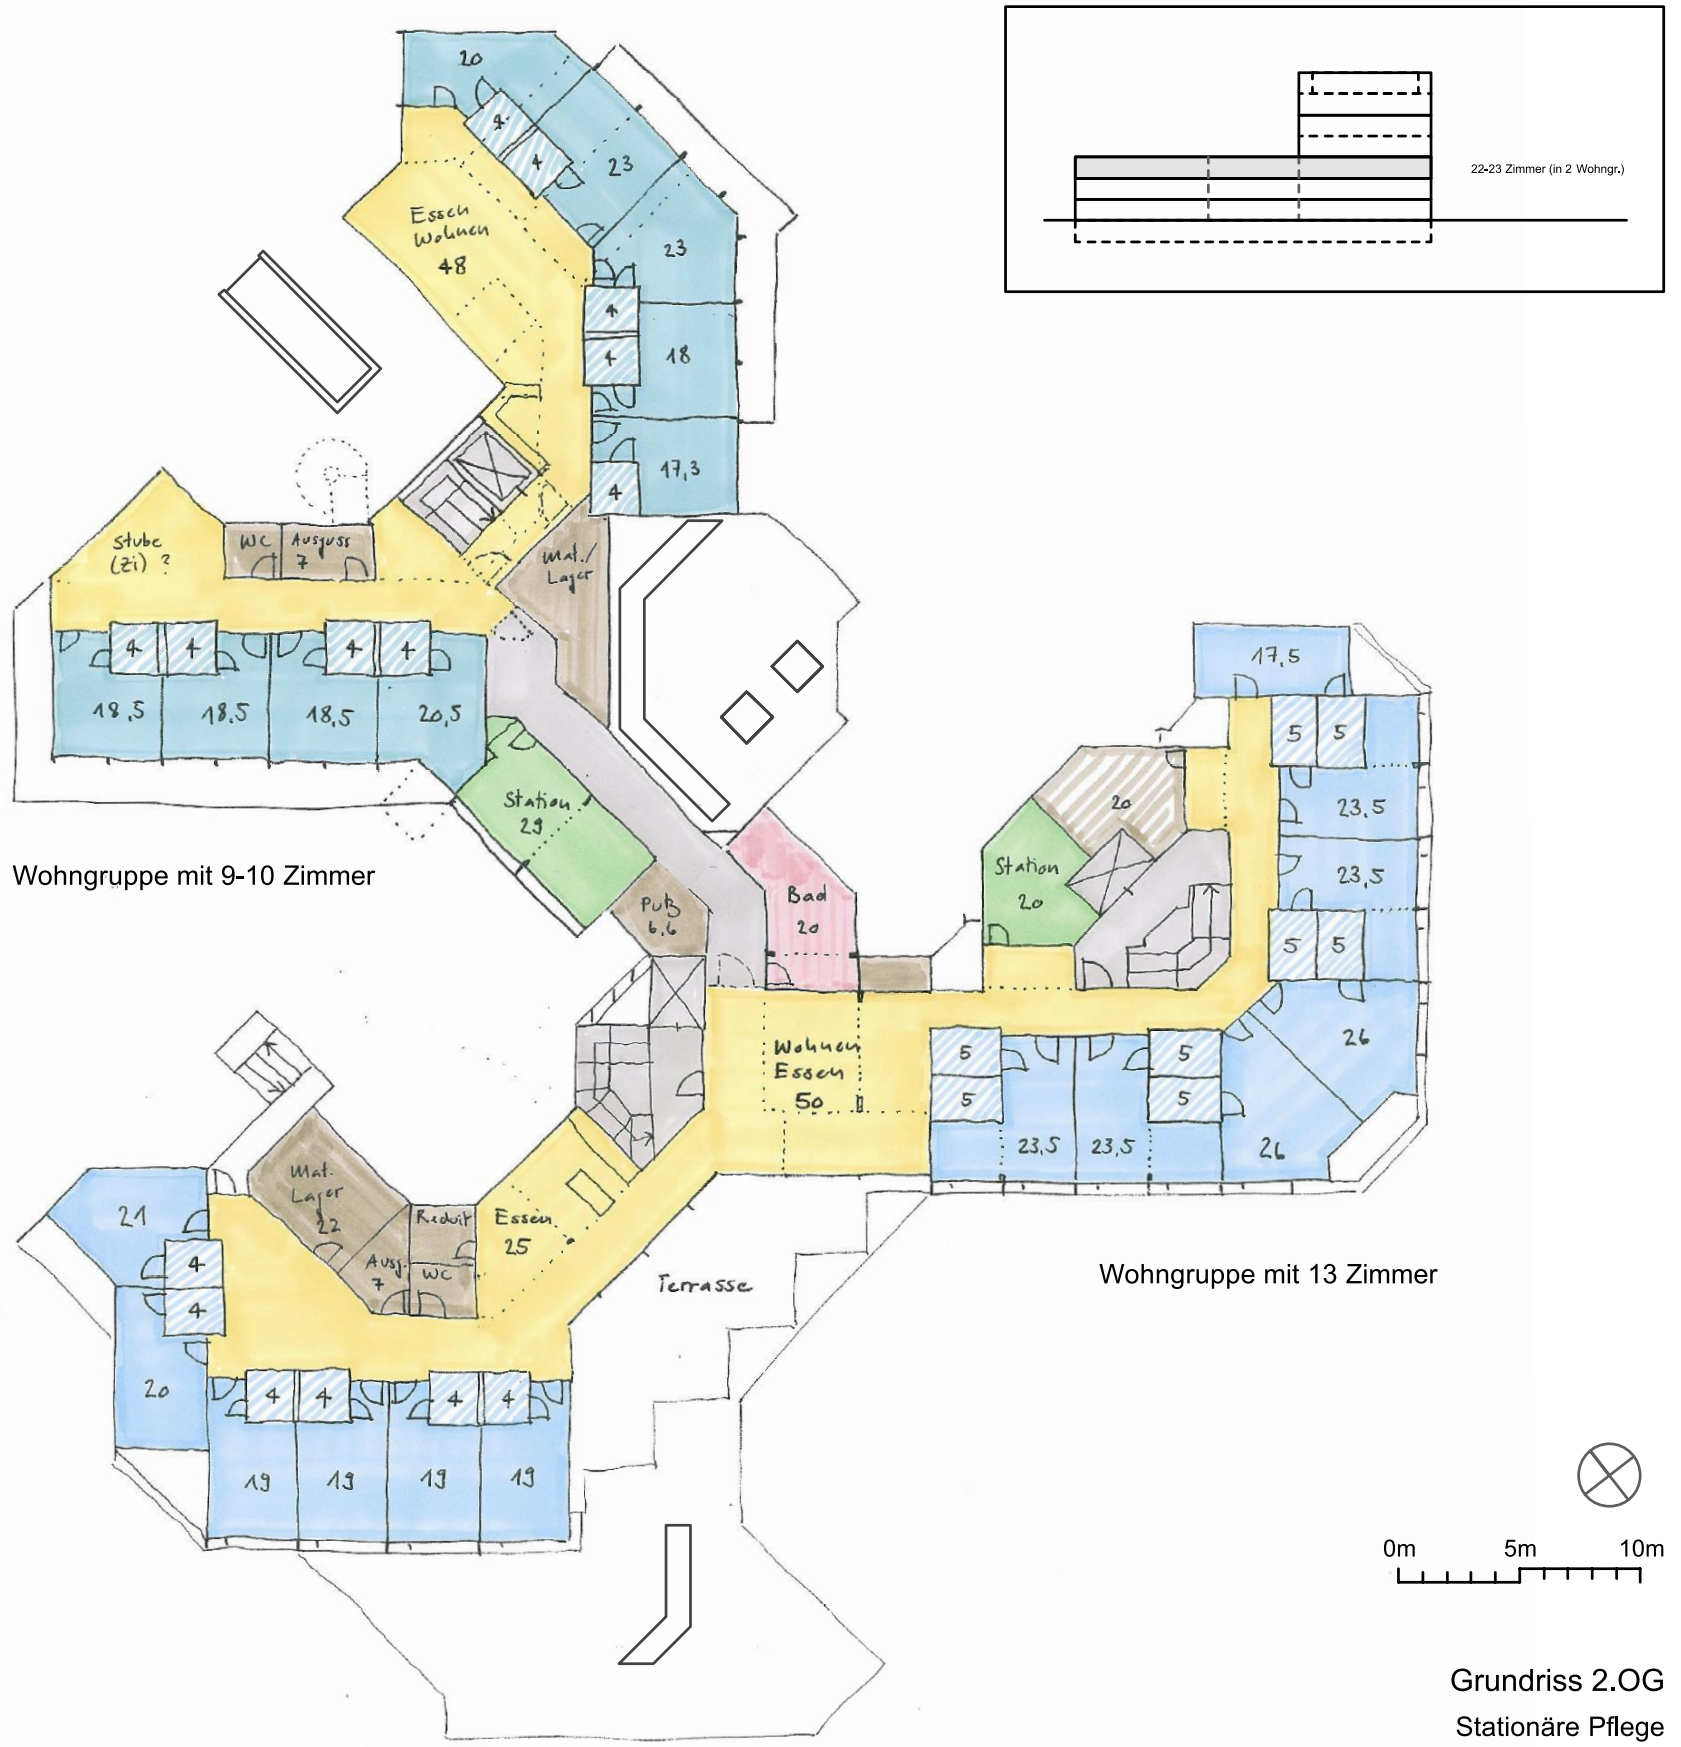 22-23 Zimmer (in 2 Wohngr.)
20
4
4
23
Essen
Wohnen
48
23
4
4
18
17,3
4
Stube
(Zi) ?
WC
Ausguss
7
Mat./
Lager
4
4
4
4
18,5
18,5
18,5
20,5
Station
29
Wohngruppe mit 9-10 Zimmer
Putz
6,6
Bad
20
17,5
5
5
20
23,5
Station
20
23,5
5
5
26
Wohnen
Essen
50
5
5
5
5
23,5
23,5
26
Mat.
Lager
22
Reduit
Ausg.
7
WC
Essen
25
21
4
4
20
Terrasse
Wohngruppe mit 13 Zimmer
4
4
4
4
19
19
19
19
0m 5m 10m
Grundriss 2.OG
Stationäre Pflege